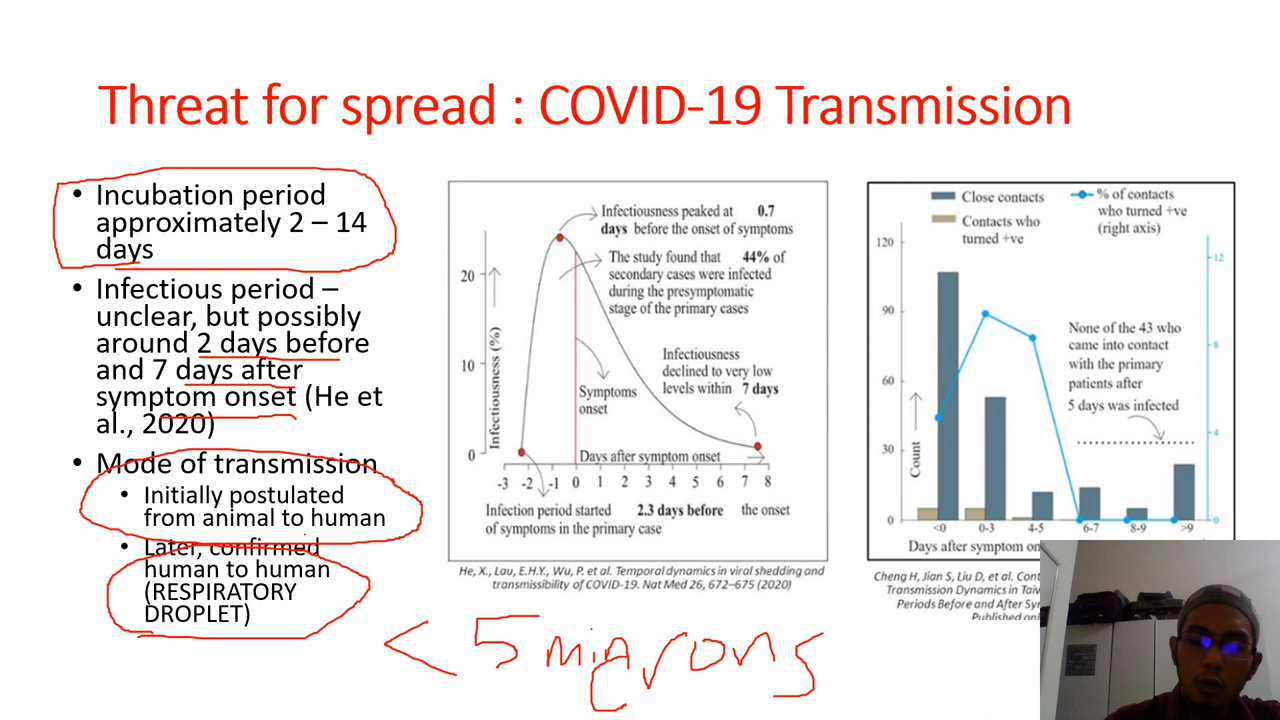 Threat for spread : COVID-19 Transmission
• Incubation period
approximately 2 – 14
days
• Infectious period –
unclear, but possibly
around 2 days before
and 7 days after
symptom onset (He et
al., 2020)
• Mode of transmission
• Initially postulated
from animal to human
• Later, confirmed
human to human
(RESPIRATORY
DROPLET)
Infectiousness peaked at 0.7
days before the onset of symptoms
The study found that 44% of
secondary cases were infected
during the presymptomatic
stage of the primary cases
Infectiousness
declined to very low
levels within 7 days
Symptoms
onset
Infectiousness (%)
20
10
0
Days after symptom onset
-3 -2 -1 0 1 2 3 4 5 6 7 8
Infection period started 2.3 days before the onset
of symptoms in the primary case
He, X., Lau, E.H.Y., Wu, P. et al. Temporal dynamics in viral shedding and
transmissibility of COVID-19. Nat Med 26, 672–675 (2020)
Close contacts
Contacts who
turned +ve
% of contacts
who turned +ve
(right axis)
120
90
60
30
0
Count
12
8
4
0
None of the 43 who
came into contact
with the primary
patients after
5 days was infected
<0 0-3 4-5 6-7 8-9 >9
Days after symptom on
Cheng H, Jian S, Liu D, et al. Cont
Transmission Dynamics in Taiw
Periods Before and After Syr
Published onl
< 5 microns